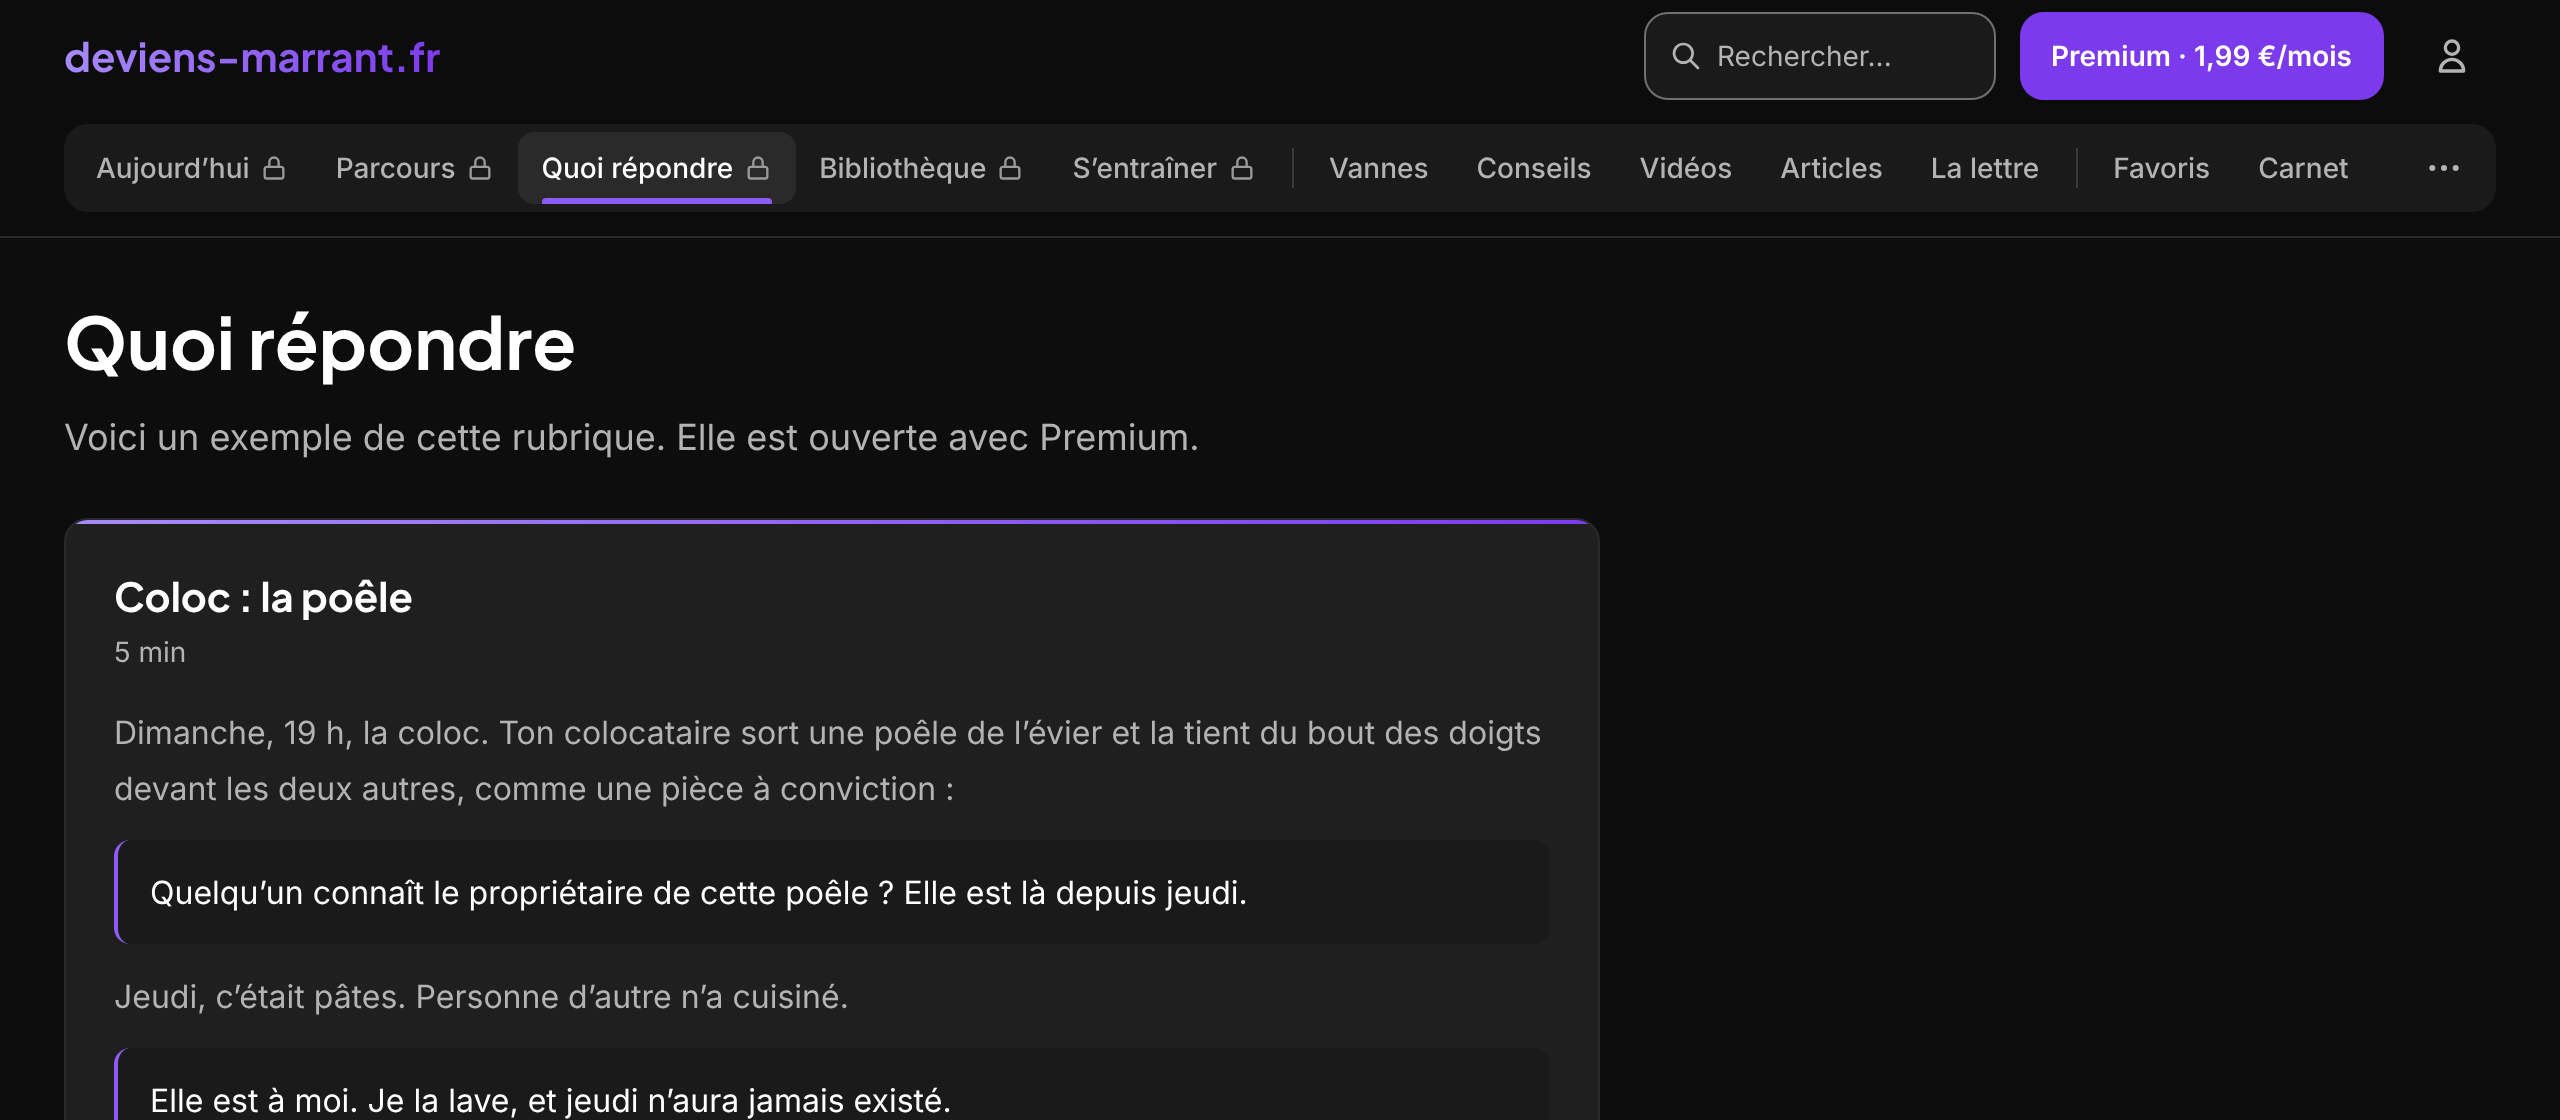 deviens-marrant.fr
Rechercher...
Premium · 1,99 €/mois
Aujourd’hui
Parcours
Quoi répondre
Bibliothèque
S’entraîner
Vannes
Conseils
Vidéos
Articles
La lettre
Favoris
Carnet
Quoi répondre
Voici un exemple de cette rubrique. Elle est ouverte avec Premium.
Coloc : la poêle
5 min
Dimanche, 19 h, la coloc. Ton colocataire sort une poêle de l’évier et la tient du bout des doigts
devant les deux autres, comme une pièce à conviction :
Quelqu’un connaît le propriétaire de cette poêle ? Elle est là depuis jeudi.
Jeudi, c’était pâtes. Personne d’autre n’a cuisiné.
Elle est à moi. Je la lave, et jeudi n’aura jamais existé.